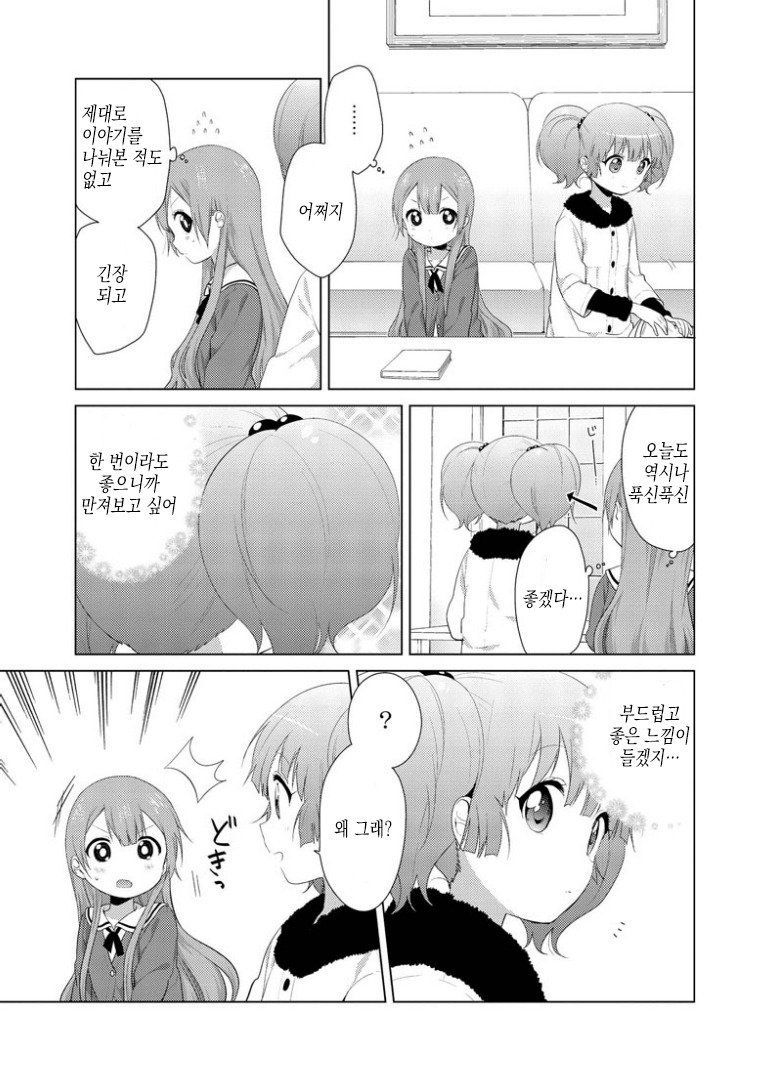 ……
어쩌지
제대로
이야기를
나눠본 적도
없고
긴장
되고
오늘도
역시나
푹신푹신
じー
좋겠다…
한 번이라도
좋으니까
만져보고 싶어
부드럽고
좋은 느낌이
들겠지…
?
왜 그래?
どきっ